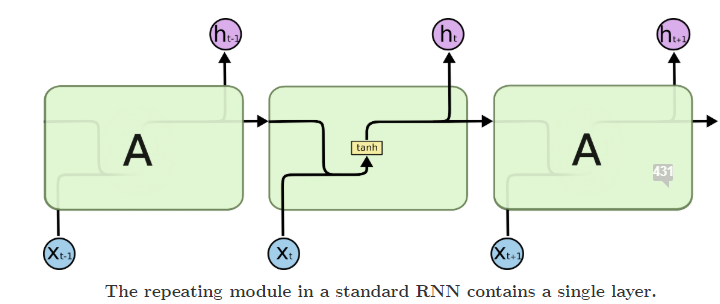 ht-1
ht
ht+1
A
tanh
A
431
Xt-1
Xt
Xt+1
The repeating module in a standard RNN contains a single layer.